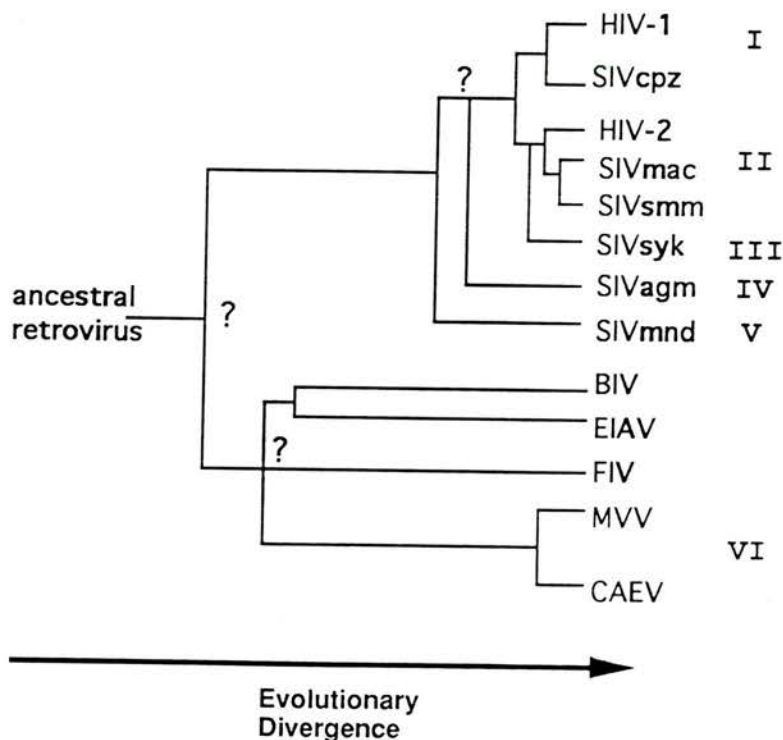 HIV-1 I
?
SIVcpz
HIV-2
SIVmac II
SIVsmm
SIVsyk III
SIVagm IV
ancestral
retrovirus
?
SIVmnd V
BIV
EIAV
?
FIV
MVV
VI
CAEV
Evolutionary
Divergence